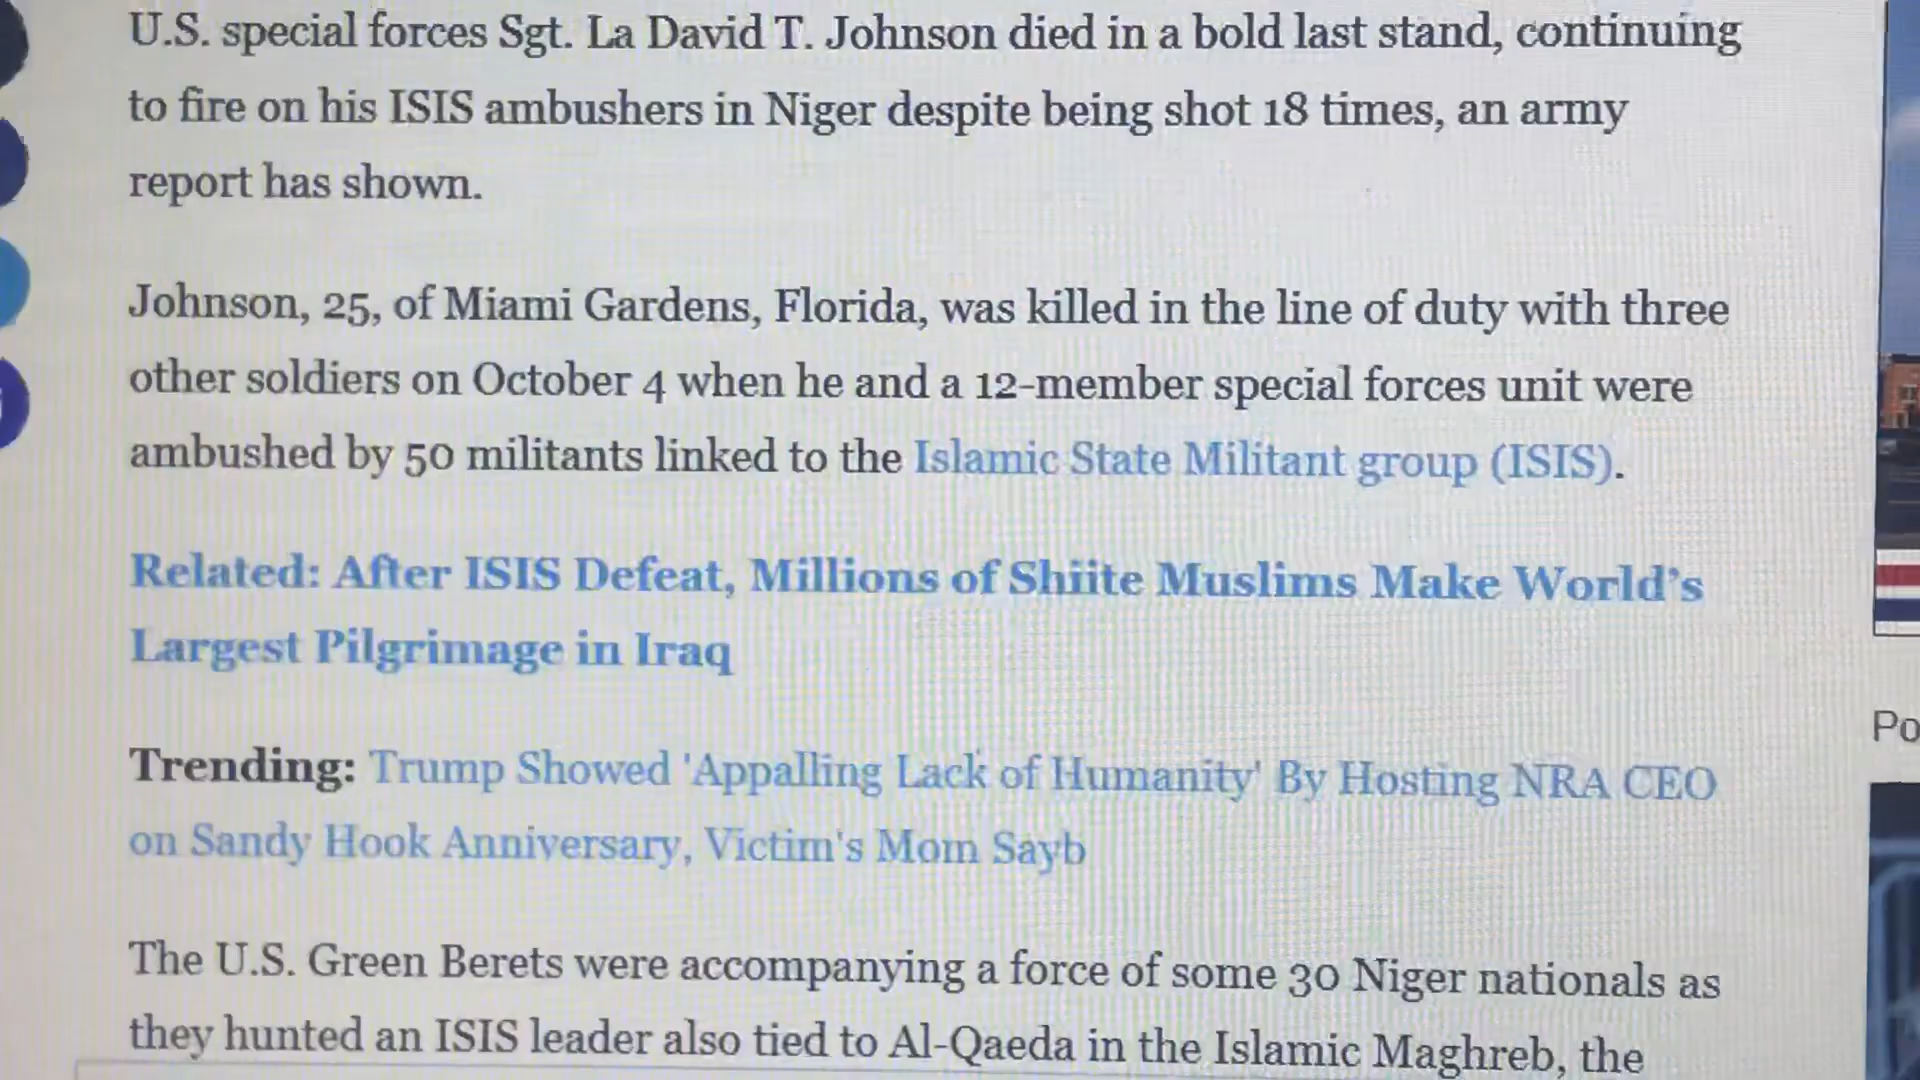 U.S. special forces Sgt. La David T. Johnson died in a bold last stand, continuing
to fire on his ISIS ambushers in Niger despite being shot 18 times, an army
report has shown.
Johnson, 25, of Miami Gardens, Florida, was killed in the line of duty with three
other soldiers on October 4 when he and a 12-member special forces unit were
ambushed by 50 militants linked to the Islamic State Militant group (ISIS).
Related: After ISIS Defeat, Millions of Shiite Muslims Make World’s
Largest Pilgrimage in Iraq
Trending: Trump Showed 'Appalling Lack of Humanity' By Hosting NRA CEO
on Sandy Hook Anniversary, Victim's Mom Sayb
The U.S. Green Berets were accompanying a force of some 30 Niger nationals as
they hunted an ISIS leader also tied to Al-Qaeda in the Islamic Maghreb, the
Po